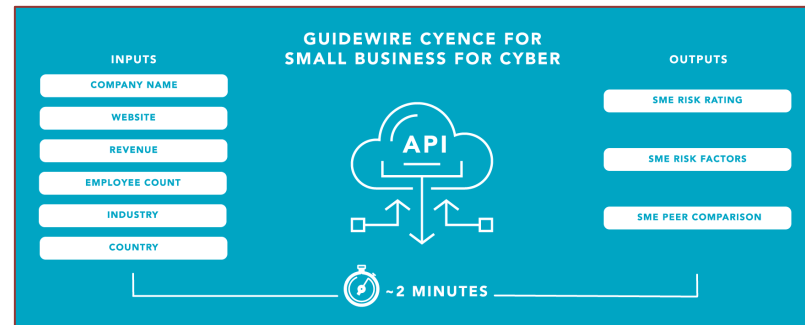 GUIDEWIRE CYENCE FOR
SMALL BUSINESS FOR CYBER
INPUTS
COMPANY NAME
WEBSITE
REVENUE
EMPLOYEE COUNT
INDUSTRY
COUNTRY
API
OUTPUTS
SME RISK RATING
SME RISK FACTORS
SME PEER COMPARISON
~2 MINUTES